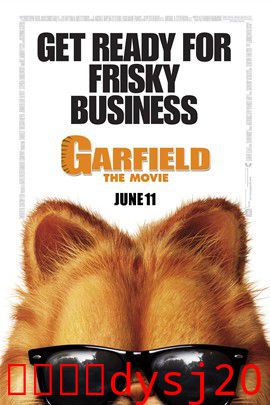 GET READY FOR
FRISKY
BUSINESS
GARFIELD
THE MOVIE
JUNE 11
dysj20